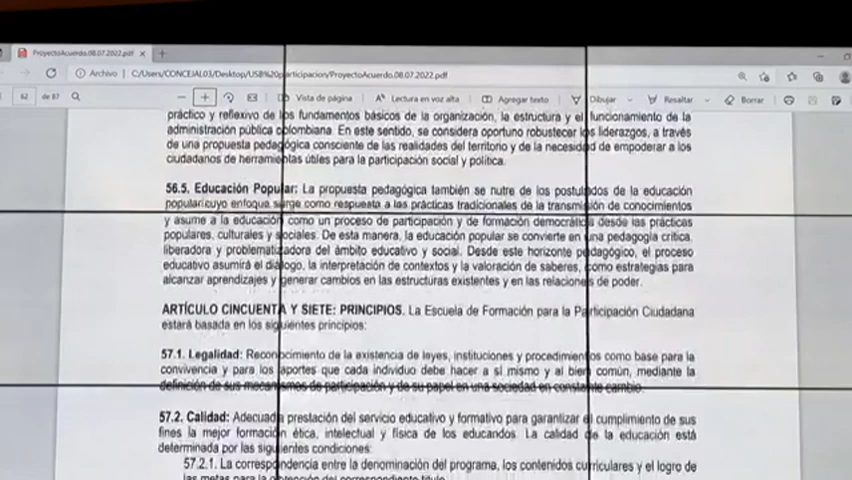 ProyectoAcuerdo.08.07.2022.pdf
Archivo | C:/Users/CONCEJAL03/Desktop/USB%20participacion/ProyectoAcuerdo.08.07.2022.pdf
62 de 87 Vista de página Lectura en voz alta Agregar texto Dibujar Resaltar Borrar
práctico y reflexivo de los fundamentos básicos de la organización, la estructura y el funcionamiento de la
administración pública colombiana. En este sentido, se considera oportuno robustecer los liderazgos, a través
de una propuesta pedagógica consciente de las realidades del territorio y de la necesidad de empoderar a los
ciudadanos de herramientas útiles para la participación social y política.
56.5. Educación Popular: La propuesta pedagógica también se nutre de los postulados de la educación
popular cuyo enfoque surge como respuesta a las prácticas tradicionales de la transmisión de conocimientos
y asume a la educación como un proceso de participación y de formación democrática desde las prácticas
populares, culturales y sociales. De esta manera, la educación popular se convierte en una pedagogía crítica,
liberadora y problematizadora del ámbito educativo y social. Desde este horizonte pedagógico, el proceso
educativo asumirá el diálogo, la interpretación de contextos y la valoración de saberes, como estrategias para
alcanzar aprendizajes y generar cambios en las estructuras existentes y en las relaciones de poder.
ARTÍCULO CINCUENTA Y SIETE: PRINCIPIOS. La Escuela de Formación para la Participación Ciudadana
estará basada en los siguientes principios:
57.1. Legalidad: Reconocimiento de la existencia de leyes, instituciones y procedimientos como base para la
convivencia y para los aportes que cada individuo debe hacer a sí mismo y al bien común, mediante la
definición de sus mecanismos de participación y de su papel en una sociedad en constante cambio.
57.2. Calidad: Adecuada prestación del servicio educativo y formativo para garantizar el cumplimiento de sus
fines la mejor formación ética, intelectual y física de los educandos. La calidad de la educación está
determinada por las siguientes condiciones:
57.2.1. La correspondencia entre la denominación del programa, los contenidos curriculares y el logro de
las metas para la obtención del correspondiente título.